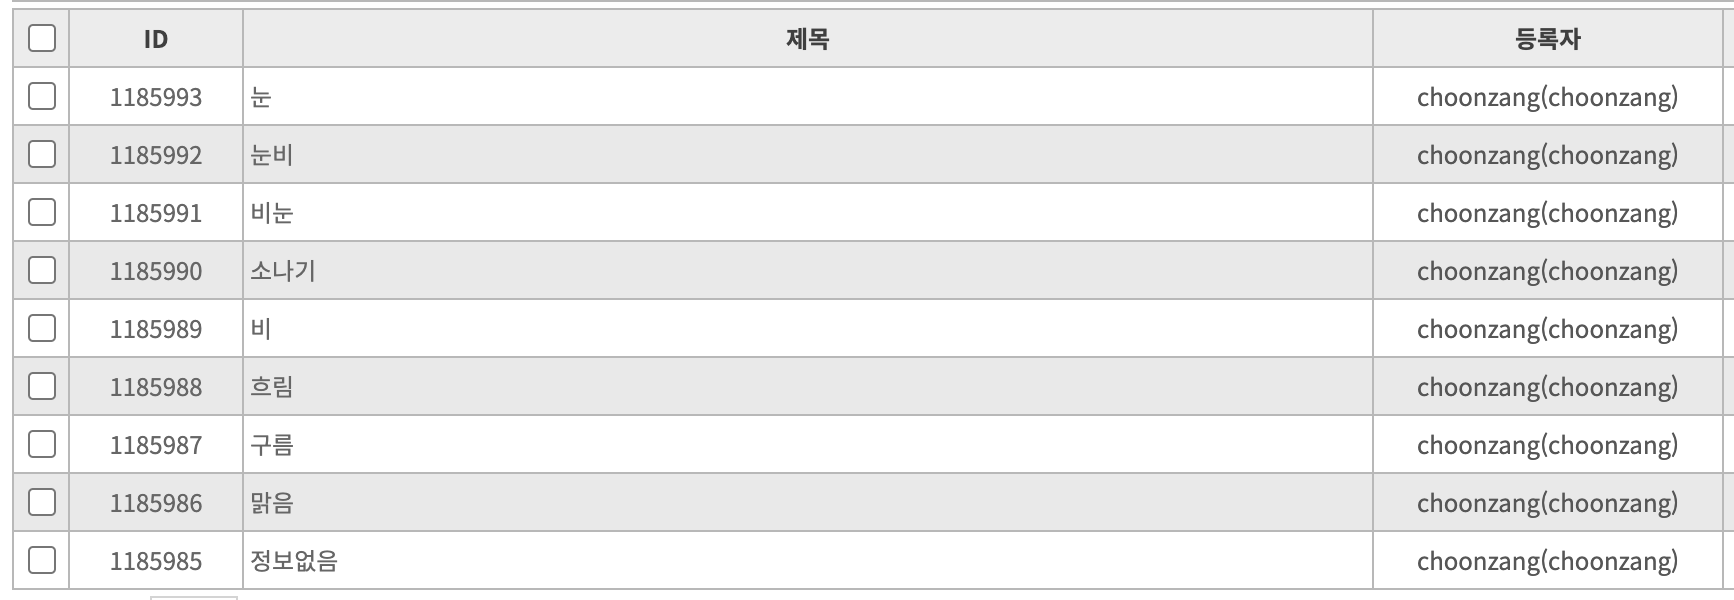 ID 제목 등록자
1185993 눈 choonzang(choonzang)
1185992 눈비 choonzang(choonzang)
1185991 비눈 choonzang(choonzang)
1185990 소나기 choonzang(choonzang)
1185989 비 choonzang(choonzang)
1185988 흐림 choonzang(choonzang)
1185987 구름 choonzang(choonzang)
1185986 맑음 choonzang(choonzang)
1185985 정보없음 choonzang(choonzang)